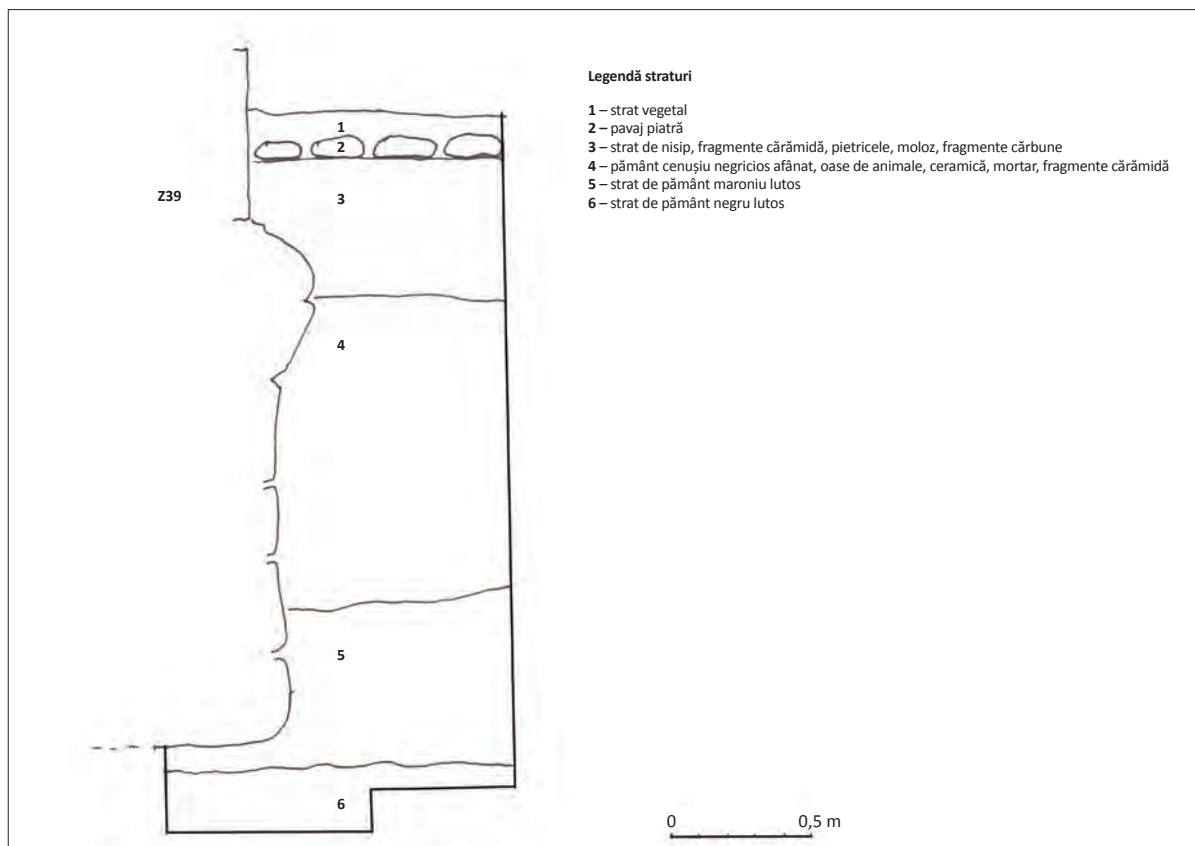 Legendă straturi
1 – strat vegetal
2 – pavaj piatră
3 – strat de nisip, fragmente cărămidă, pietricele, moloz, fragmente cărbune
4 – pământ cenușiu negricios afânat, oase de animale, ceramică, mortar, fragmente cărămidă
5 – strat de pământ maroniu lutos
6 – strat de pământ negru lutos
1
2
Z39
3
4
5
6
0 0,5 m